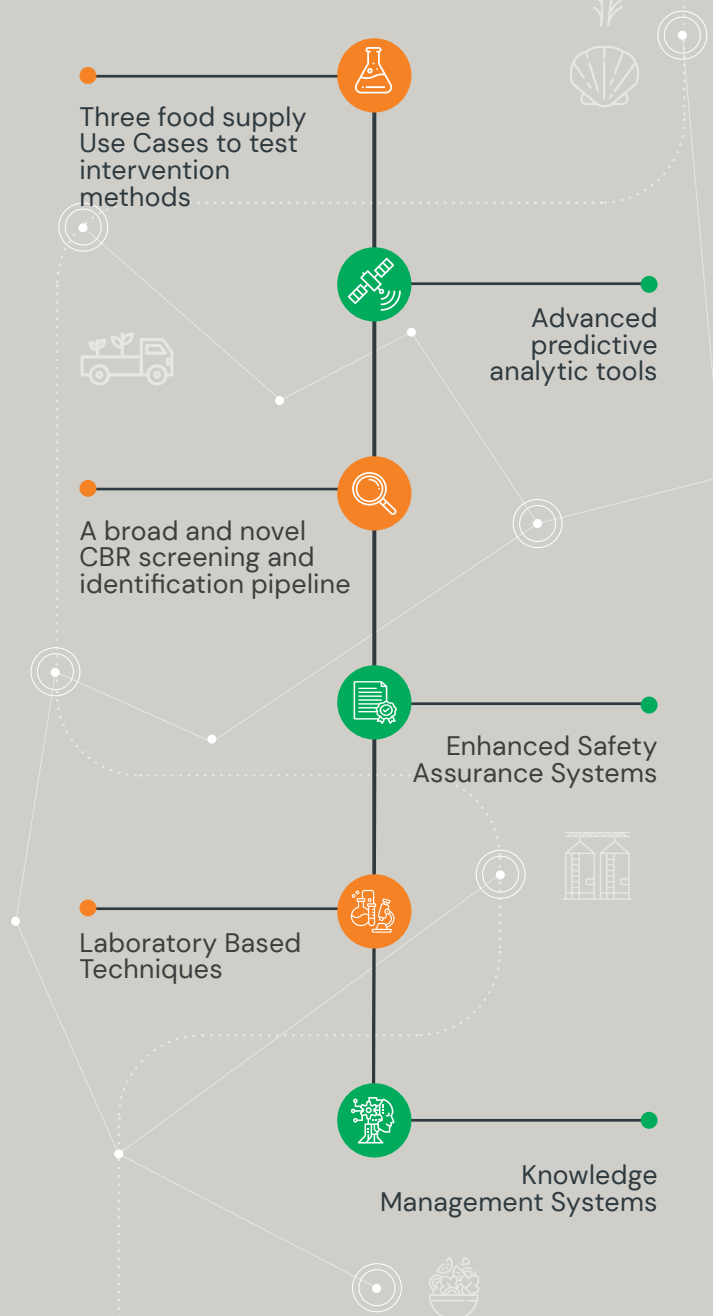 Three food supply
Use Cases to test
intervention
methods
Advanced
predictive
analytic tools
A broad and novel
CBR screening and
identification pipeline
Enhanced Safety
Assurance Systems
Laboratory Based
Techniques
Knowledge
Management Systems